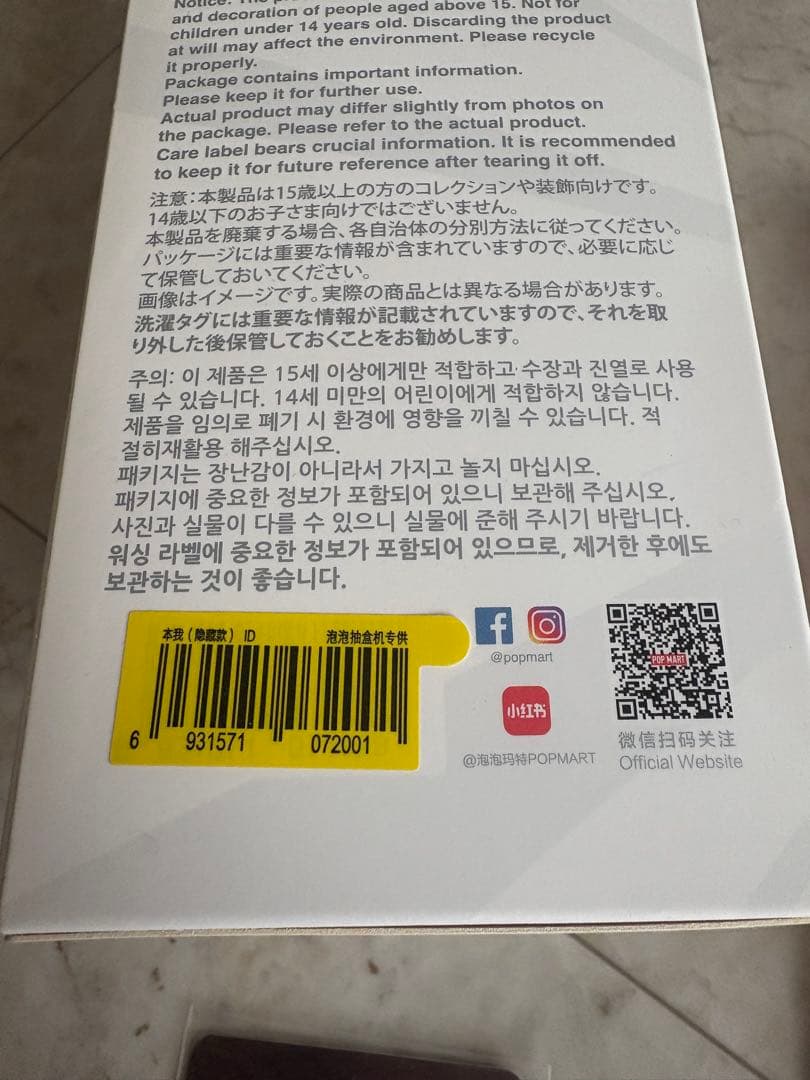 Notice: The
and decoration of people aged above 15. Not for
children under 14 years old. Discarding the product
at will may affect the environment. Please recycle
it properly.
Package contains important information.
Please keep it for further use.
Actual product may differ slightly from photos on
the package. Please refer to the actual product.
Care label bears crucial information. It is recommended
to keep it for future reference after tearing it off.
注意：本製品は15歳以上の方のコレクションや装飾向けです。
14歳以下のお子さま向けではございません。
本製品を廃棄する場合、各自治体の分別方法に従ってください。
パッケージには重要な情報が含まれていますので、必要に応じ
て保管しておいてください。
画像はイメージです。実際の商品とは異なる場合があります。
洗濯タグには重要な情報が記載されていますので、それを取
り外した後保管しておくことをお勧めします。
주의: 이 제품은 15세 이상에게만 적합하고 수장과 진열로 사용
될 수 있습니다. 14세 미만의 어린이에게 적합하지 않습니다.
제품을 임의로 폐기 시 환경에 영향을 끼칠 수 있습니다. 적
절히재활용 해주십시오.
패키지는 장난감이 아니라서 가지고 놀지 마십시오.
패키지에 중요한 정보가 포함되어 있으니 보관해 주십시오.
사진과 실물이 다를 수 있으니 실물에 준해 주시기 바랍니다.
워싱 라벨에 중요한 정보가 포함되어 있으므로, 제거한 후에도
보관하는 것이 좋습니다.
本我（隐藏款） ID 泡泡抽盒机专供
6 931571 072001
@popmart
小红书
@泡泡玛特POPMART
POP MART
微信扫码关注
Official Website